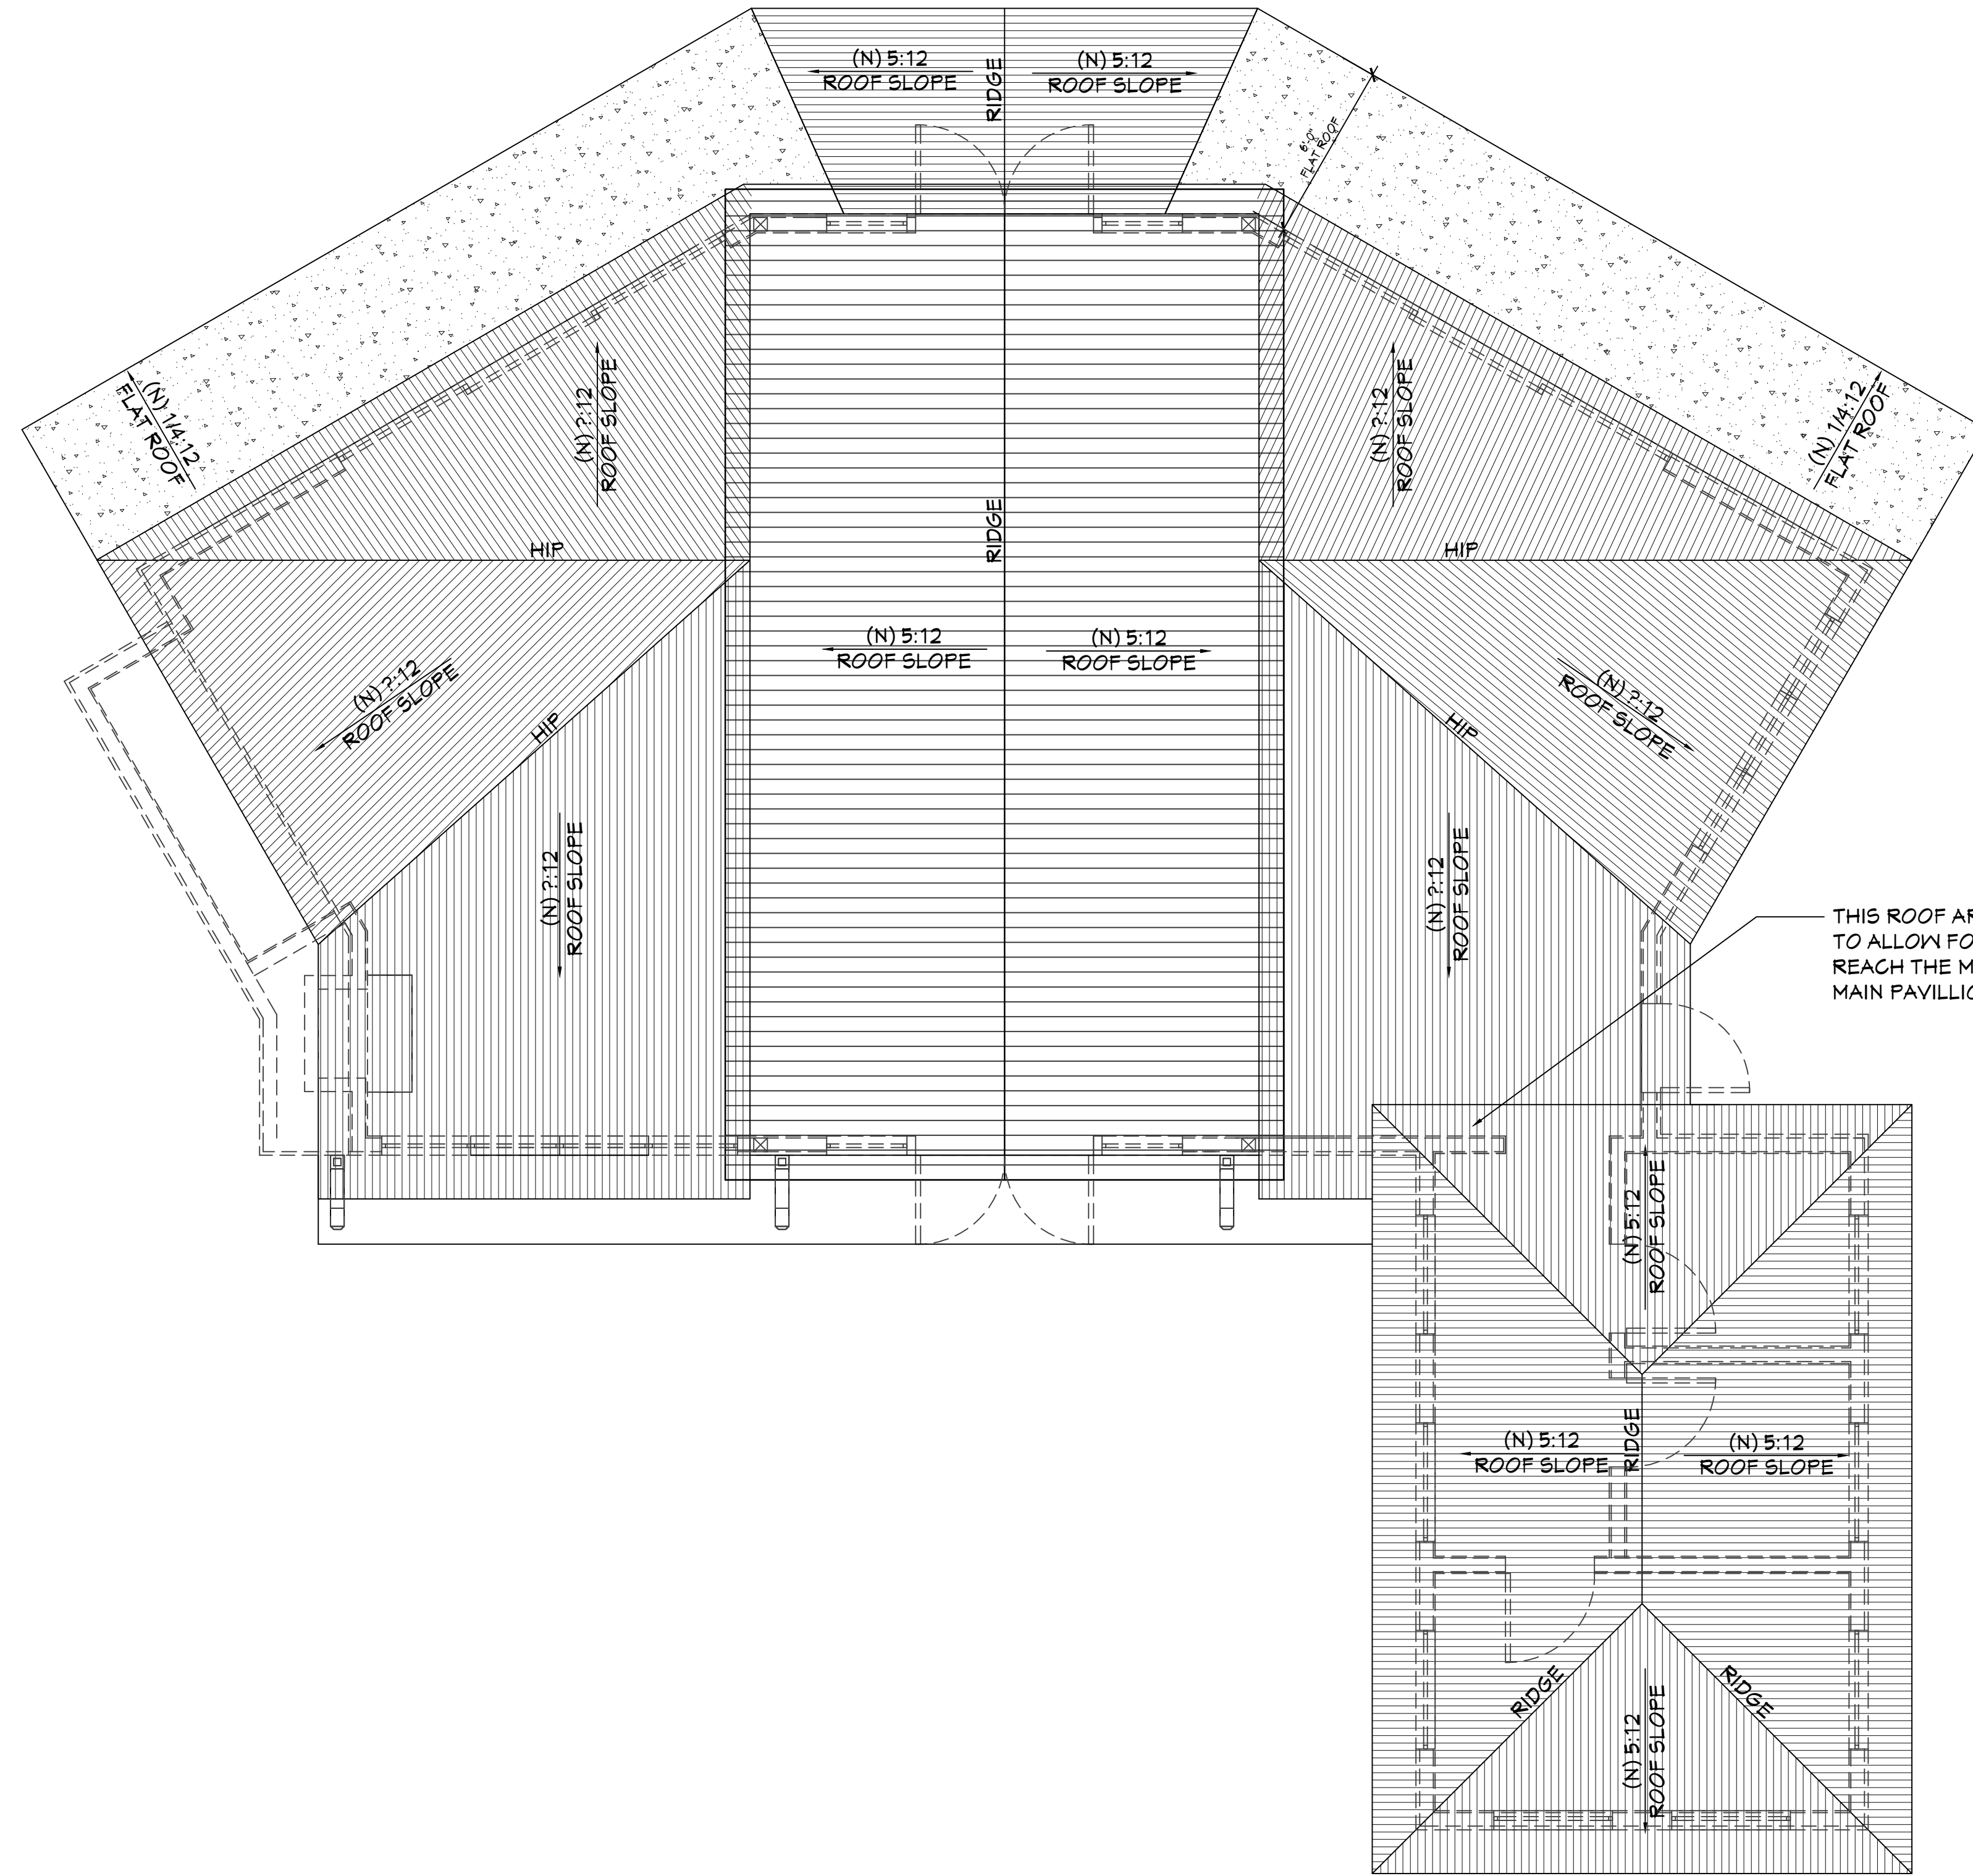 (N) 5:12
ROOF SLOPE
RIDGE
(N) 5:12
ROOF SLOPE
6'-0"
FLAT ROOF
(N) 1/4:12
FLAT ROOF
(N) ?:12
ROOF SLOPE
(N) ?:12
ROOF SLOPE
(N) 1/4:12
FLAT ROOF
HIP
RIDGE
HIP
(N) ?:12
ROOF SLOPE
HIP
(N) 5:12
ROOF SLOPE
(N) 5:12
ROOF SLOPE
HIP
(N) ?:12
ROOF SLOPE
(N) ?:12
ROOF SLOPE
(N) ?:12
ROOF SLOPE
THIS ROOF
TO ALLOW
REACH THE
MAIN
(N) 5:12
ROOF SLOPE
(N) 5:12
ROOF SLOPE
RIDGE
(N) 5:12
ROOF SLOPE
RIDGE
RIDGE
(N) 5:12
ROOF SLOPE